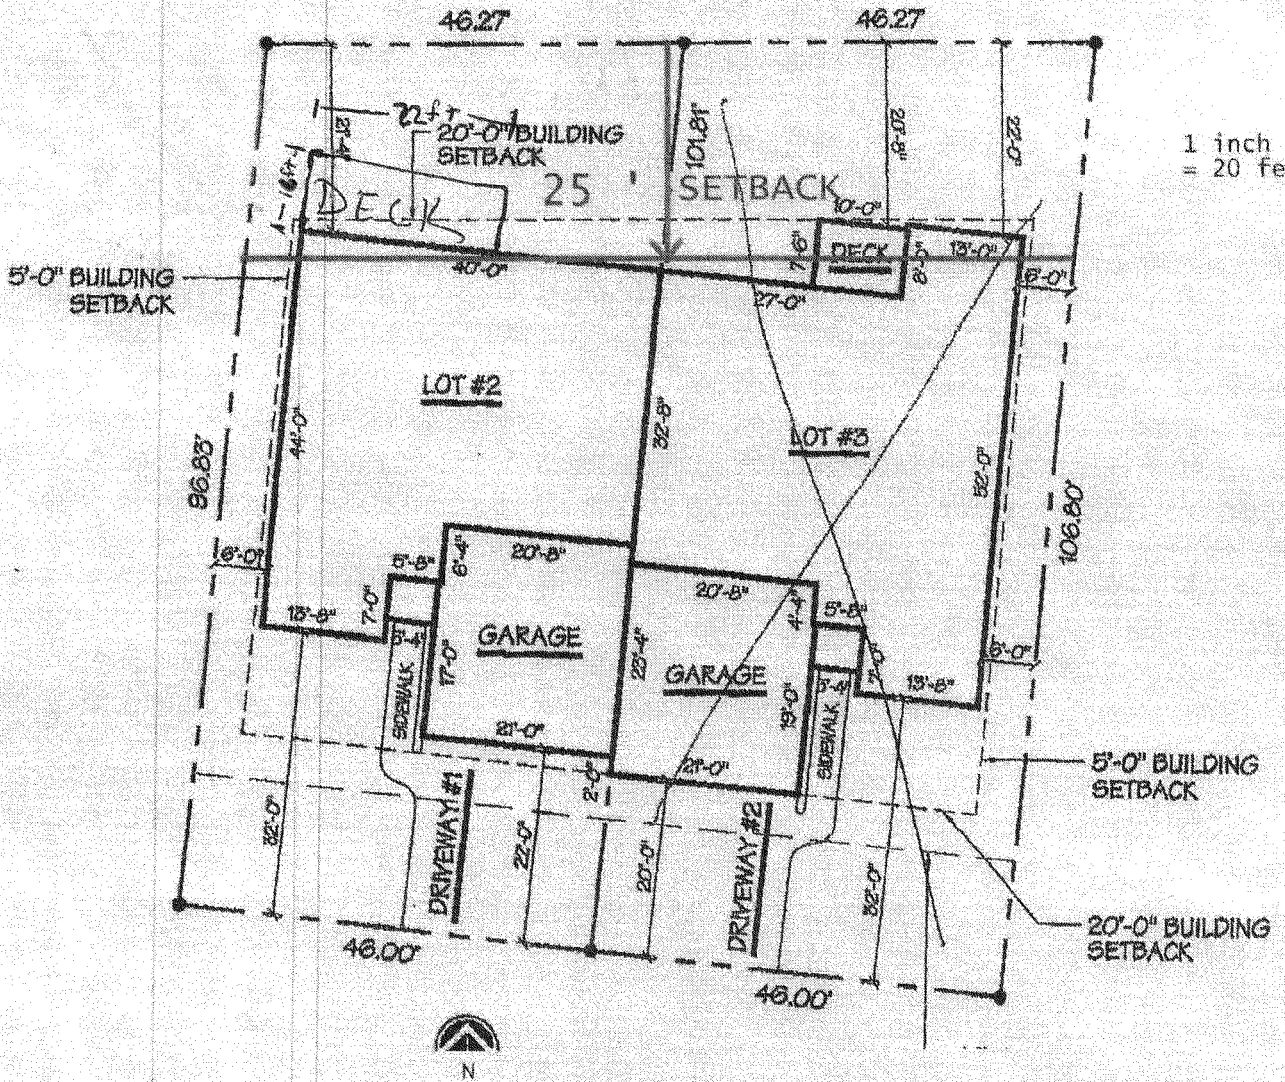 46.27'
46.27'
22ft
20'-0" BUILDING
SETBACK
21'-4"
101.81'
20'-8"
22'-0"
1 inch
= 20 fe
25 ' SETBACK
DECK
10'-0"
7'-6"
DECK
8'-0"
13'-0"
6'-0"
5'-0" BUILDING
SETBACK
40'-0"
27'-0"
LOT #2
LOT #3
44'-0"
32'-8"
52'-0"
96.83'
106.80'
6'-0"
5'-8"
6'-4"
20'-8"
20'-8"
4'-4"
5'-8"
13'-8"
7'-0"
5'-4"
GARAGE
GARAGE
17'-0"
23'-4"
19'-0"
5'-4"
7'-0"
13'-8"
6'-0"
SIDEWALK
SIDEWALK
21'-0"
21'-0"
2'-0"
5'-0" BUILDING
SETBACK
32'-0"
DRIVEWAY #1
22'-0"
20'-0"
DRIVEWAY #2
32'-0"
20'-0" BUILDING
SETBACK
46.00'
46.00'
N